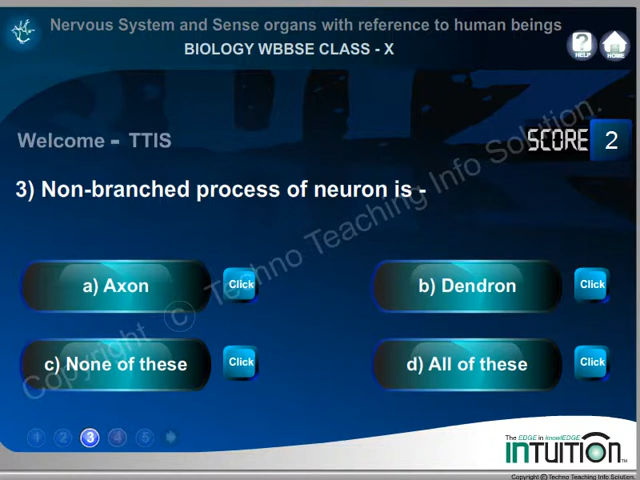 Nervous System and Sense organs with reference to human beings
BIOLOGY WBBSE CLASS - X
HELP
HOME
Welcome - TTIS
SCORE 2
3) Non-branched process of neuron is -
a) Axon
Click
b) Dendron
Click
c) None of these
Click
d) All of these
Click
Copyright © Techno Teaching Info Solution.
1 2 3 4 5
The EDGE in knowlEDGE
INTUITION™
Copyright © Techno Teaching Info Solution.